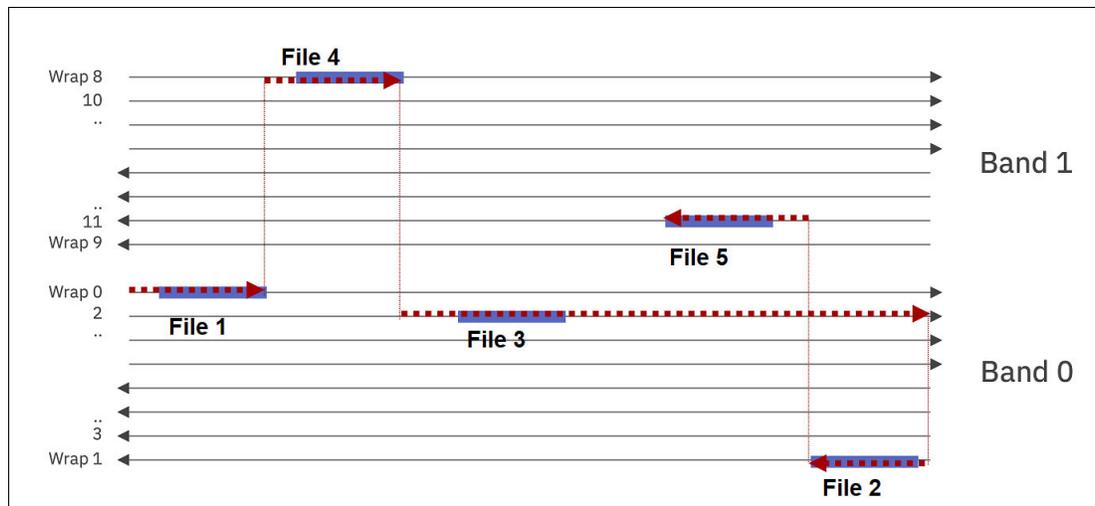 File 4
Wrap 8
10
..
Band 1
..
11
Wrap 9
File 5
Wrap 0
2
File 1
..
File 3
Band 0
..
3
Wrap 1
File 2